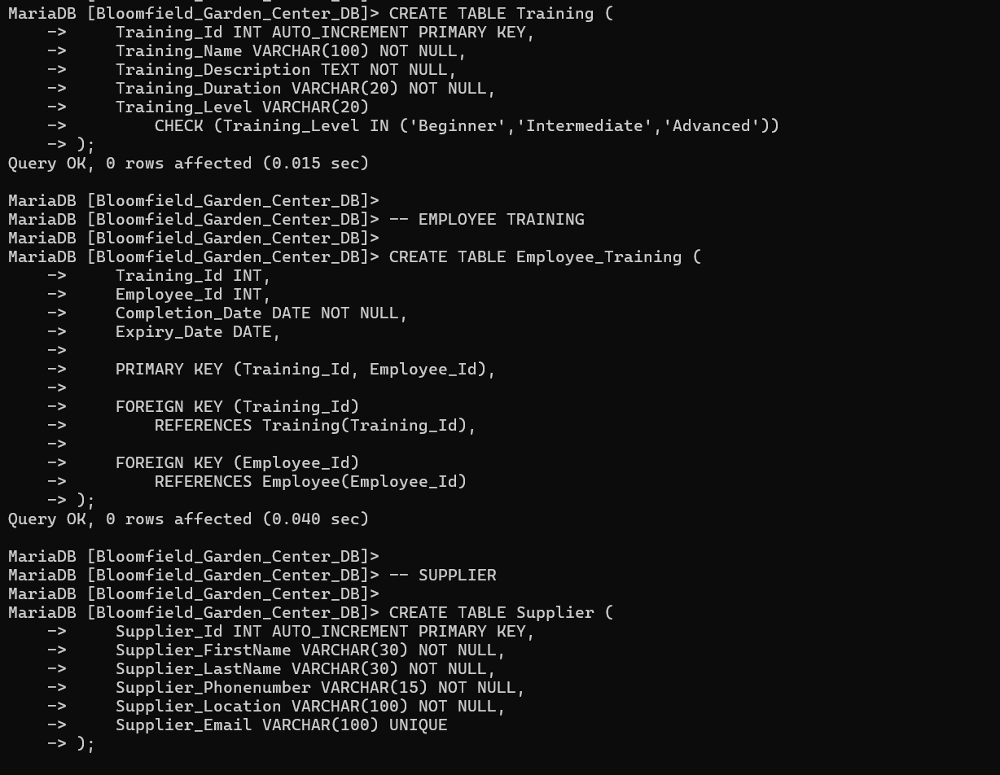 MariaDB [Bloomfield_Garden_Center_DB]> CREATE TABLE Training (
    ->     Training_Id INT AUTO_INCREMENT PRIMARY KEY,
    ->     Training_Name VARCHAR(100) NOT NULL,
    ->     Training_Description TEXT NOT NULL,
    ->     Training_Duration VARCHAR(20) NOT NULL,
    ->     Training_Level VARCHAR(20)
    ->         CHECK (Training_Level IN ('Beginner','Intermediate','Advanced'))
    -> );
Query OK, 0 rows affected (0.015 sec)

MariaDB [Bloomfield_Garden_Center_DB]>
MariaDB [Bloomfield_Garden_Center_DB]> -- EMPLOYEE TRAINING
MariaDB [Bloomfield_Garden_Center_DB]>
MariaDB [Bloomfield_Garden_Center_DB]> CREATE TABLE Employee_Training (
    ->     Training_Id INT,
    ->     Employee_Id INT,
    ->     Completion_Date DATE NOT NULL,
    ->     Expiry_Date DATE,
    ->
    ->     PRIMARY KEY (Training_Id, Employee_Id),
    ->
    ->     FOREIGN KEY (Training_Id)
    ->         REFERENCES Training(Training_Id),
    ->
    ->     FOREIGN KEY (Employee_Id)
    ->         REFERENCES Employee(Employee_Id)
    -> );
Query OK, 0 rows affected (0.040 sec)

MariaDB [Bloomfield_Garden_Center_DB]>
MariaDB [Bloomfield_Garden_Center_DB]> -- SUPPLIER
MariaDB [Bloomfield_Garden_Center_DB]>
MariaDB [Bloomfield_Garden_Center_DB]> CREATE TABLE Supplier (
    ->     Supplier_Id INT AUTO_INCREMENT PRIMARY KEY,
    ->     Supplier_FirstName VARCHAR(30) NOT NULL,
    ->     Supplier_LastName VARCHAR(30) NOT NULL,
    ->     Supplier_Phonenumber VARCHAR(15) NOT NULL,
    ->     Supplier_Location VARCHAR(100) NOT NULL,
    ->     Supplier_Email VARCHAR(100) UNIQUE
    -> );